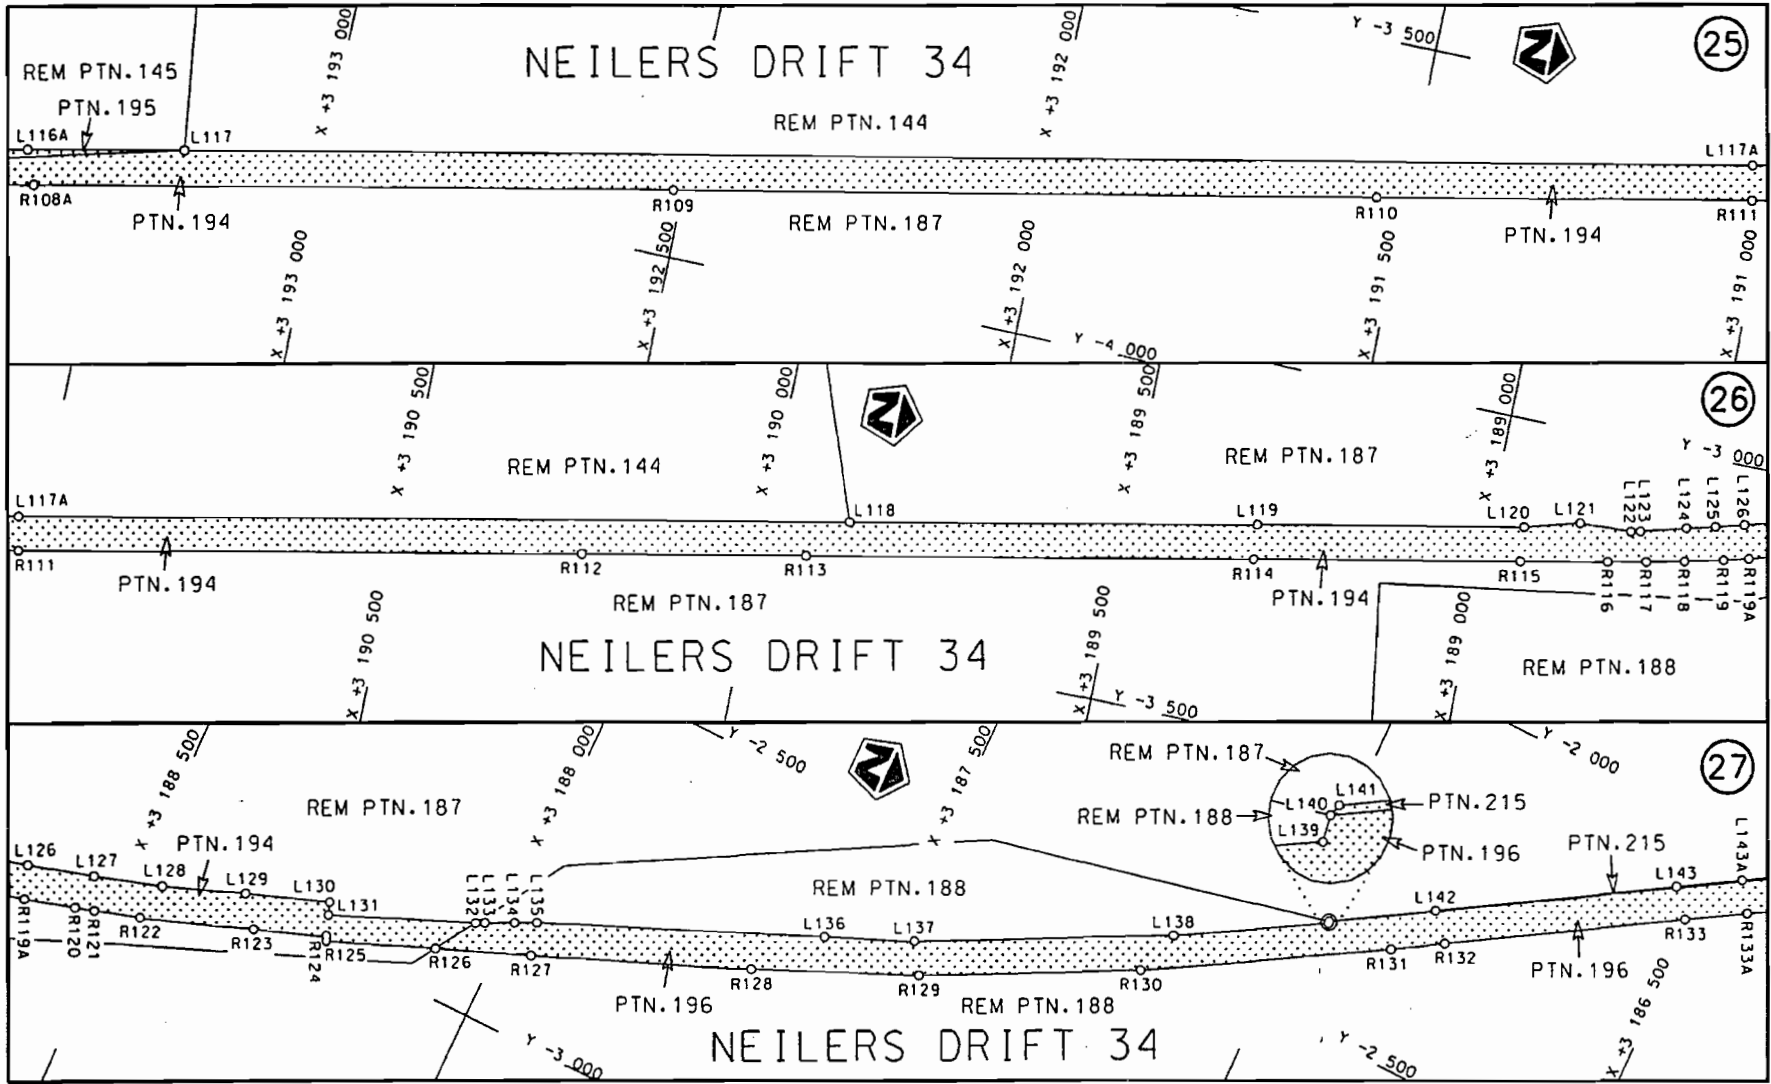 NEILERS DRIFT 34
25
REM PTN.145
PTN.195
X +3 193 000
X +3 192 000
Y -3 500
N
REM PTN.144
L116A
L117
L117A
R108A
R109
R110
R111
PTN.194
REM PTN.187
PTN.194
X +3 193 000
X +3 192 500
X +3 192 000
Y -4 000
X +3 191 500
X +3 191 000
26
X +3 190 500
X +3 190 000
N
X +3 189 500
X +3 189 000
Y -3 000
REM PTN.144
REM PTN.187
L117A
L118
L119
L120
L121
L122
L123
L124
L125
L126
R111
R112
R113
R114
R115
R116
R117
R118
R119
R119A
PTN.194
REM PTN.187
PTN.194
NEILERS DRIFT 34
REM PTN.188
X +3 190 500
X +3 189 500
Y -3 500
X +3 189 000
27
X +3 188 500
X +3 188 000
Y -2 500
N
X +3 187 500
Y -2 000
REM PTN.187
REM PTN.187
REM PTN.188
L141
L140
L139
PTN.215
PTN.196
PTN.215
PTN.194
REM PTN.188
L126
L127
L128
L129
L130
L131
L132
L133
L134
L135
L136
L137
L138
L142
L143
L143A
R119A
R120
R121
R122
R123
R124
R125
R126
R127
R128
R129
R130
R131
R132
R133
R133A
PTN.196
REM PTN.188
PTN.196
NEILERS DRIFT 34
Y -3 000
Y -2 500
X +3 186 500